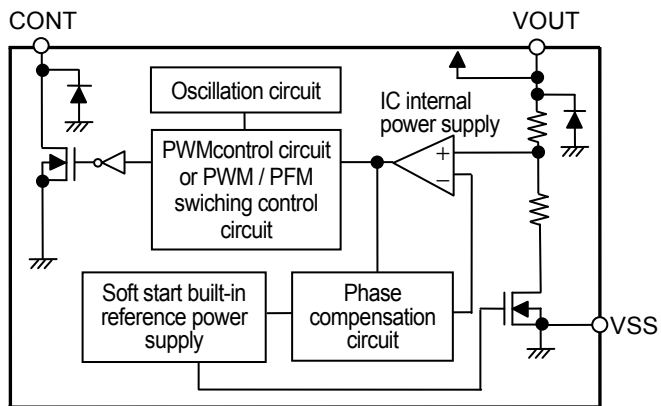 CONT
VOUT
Oscillation circuit
IC internal
power supply
PWMcontrol circuit
or PWM / PFM
swiching control
circuit
+
−
Soft start built-in
reference power
supply
Phase
compensation
circuit
VSS